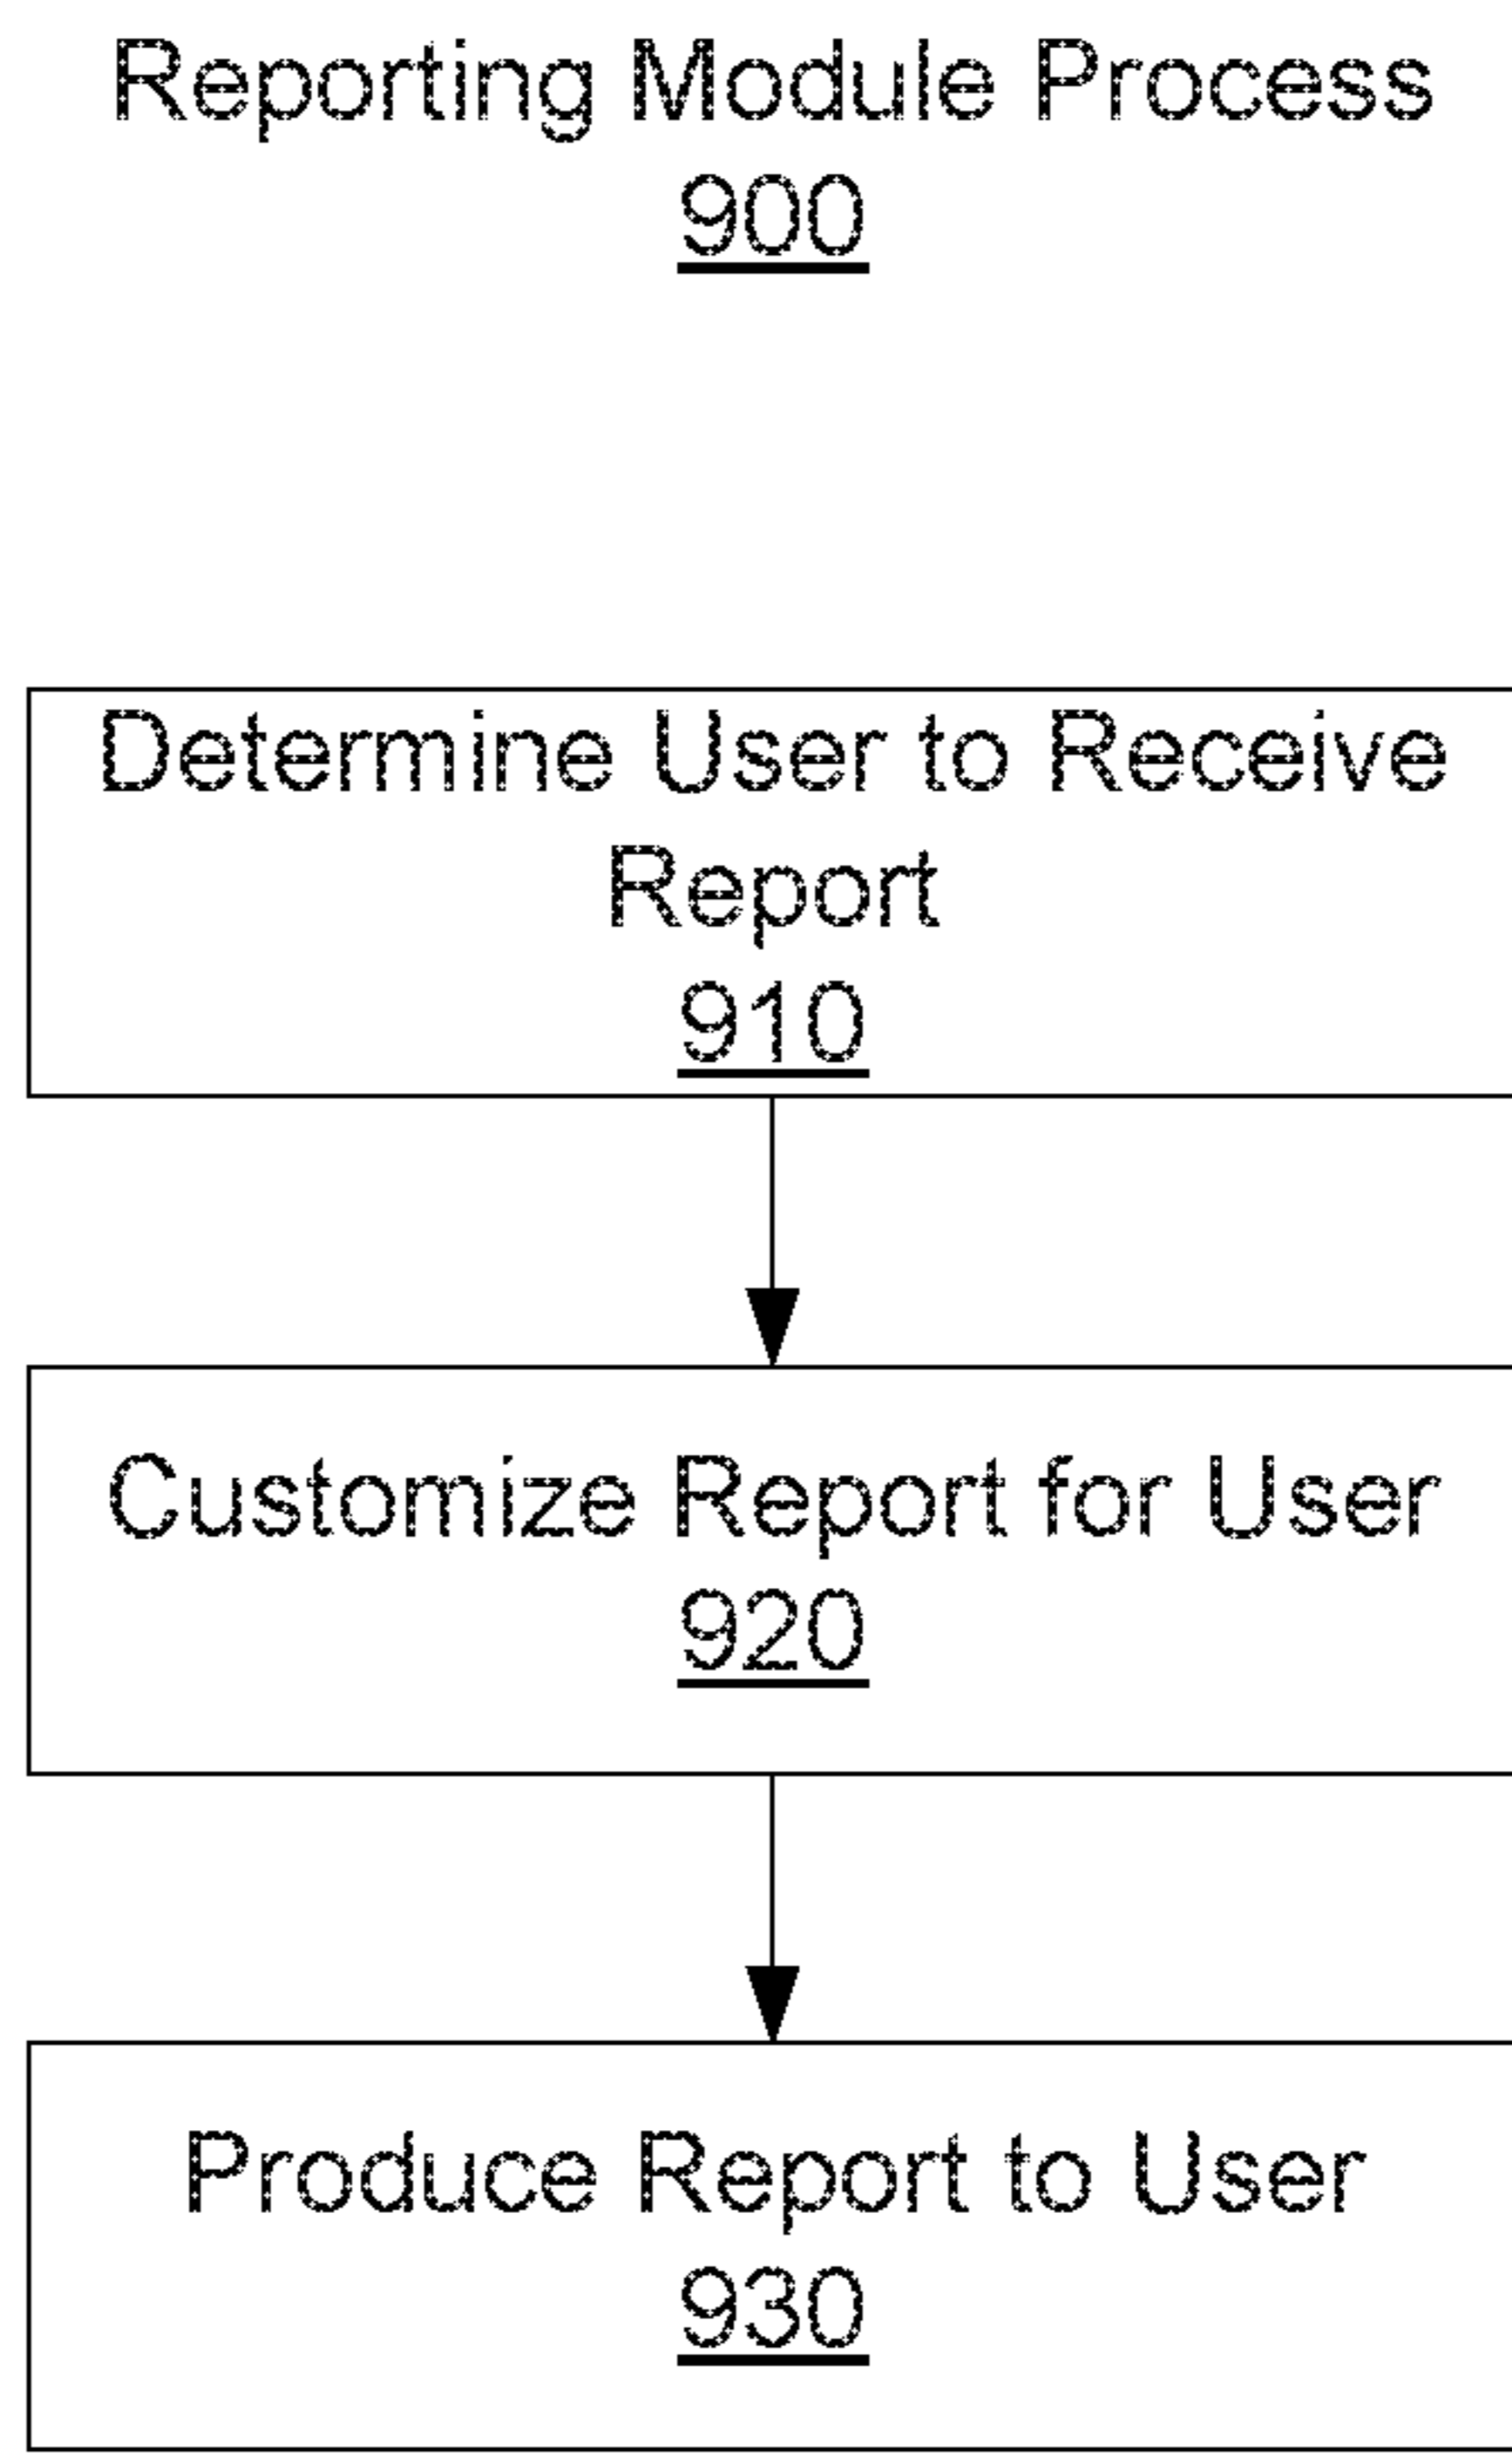 Reporting Module Process
900
Determine User to Receive
Report
910
Customize Report for User
920
Produce Report to User
930